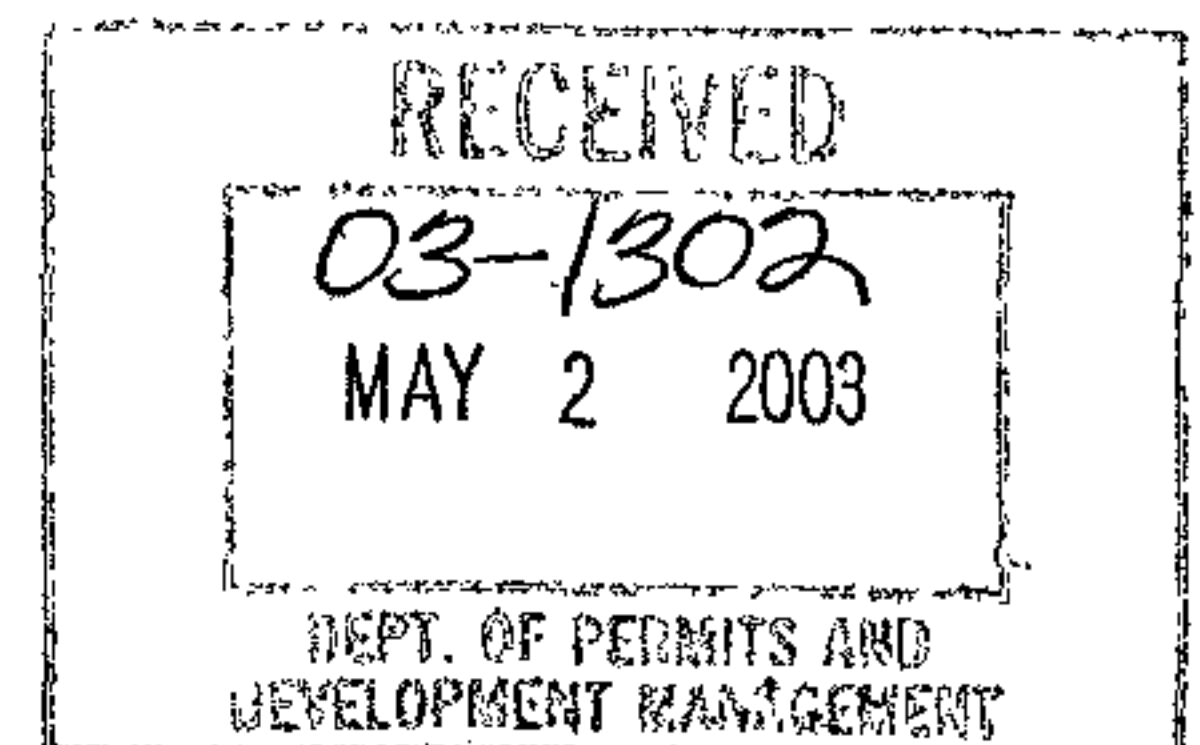 RECEIVED
03-1302
MAY 2 2003
DEPT. OF PERMITS AND
DEVELOPMENT MANAGEMENT